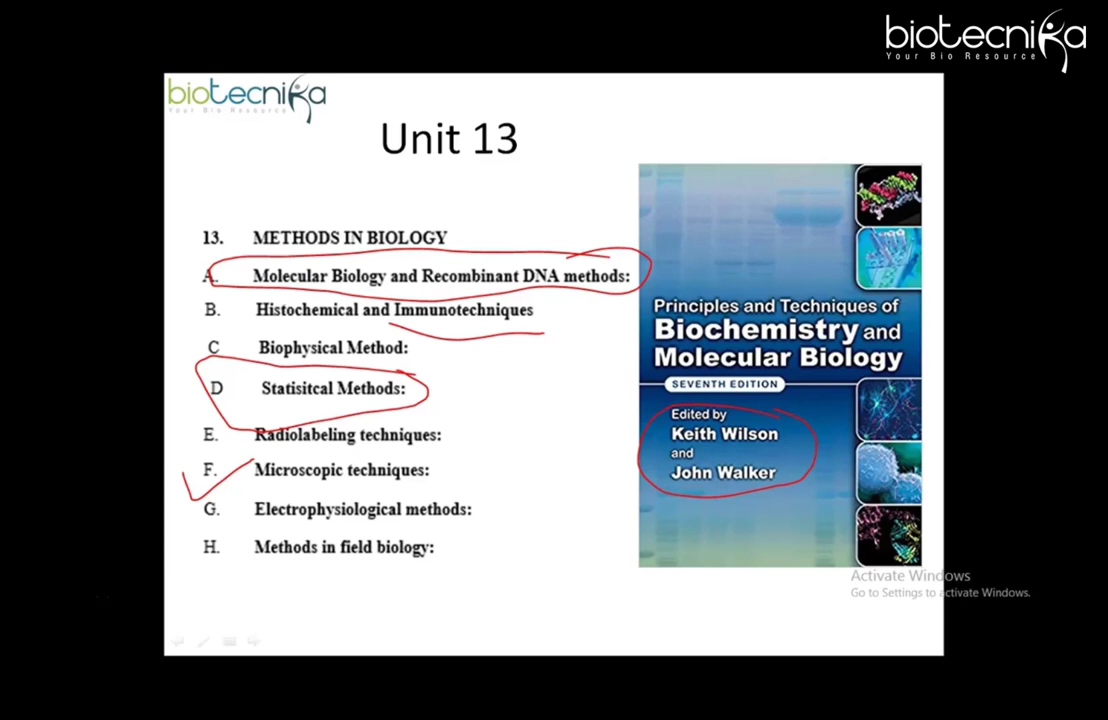 biotecnika
Your Bio Resource
biotecnika
Your Bio Resource
Unit 13
13. METHODS IN BIOLOGY
A. Molecular Biology and Recombinant DNA methods:
B. Histochemical and Immunotechniques
C Biophysical Method:
D Statisitcal Methods:
E. Radiolabeling techniques:
F. Microscopic techniques:
G. Electrophysiological methods:
H. Methods in field biology:
Principles and Techniques of
Biochemistry and
Molecular Biology
SEVENTH EDITION
Edited by
Keith Wilson
and
John Walker
Activate Windows
Go to Settings to activate Windows.